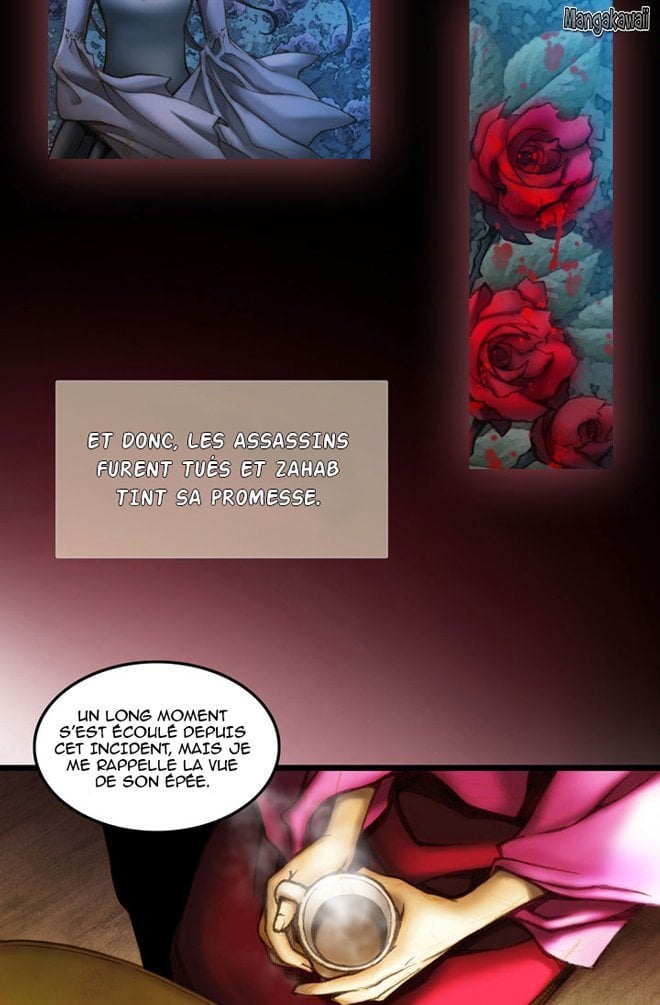 Mangakawaii
ET DONC, LES ASSASSINS
FURENT TUÉS ET ZAHAB
TINT SA PROMESSE.
UN LONG MOMENT
S'EST ÉCOULÉ DEPUIS
CET INCIDENT, MAIS JE
ME RAPPELLE LA VUE
DE SON ÉPÉE.